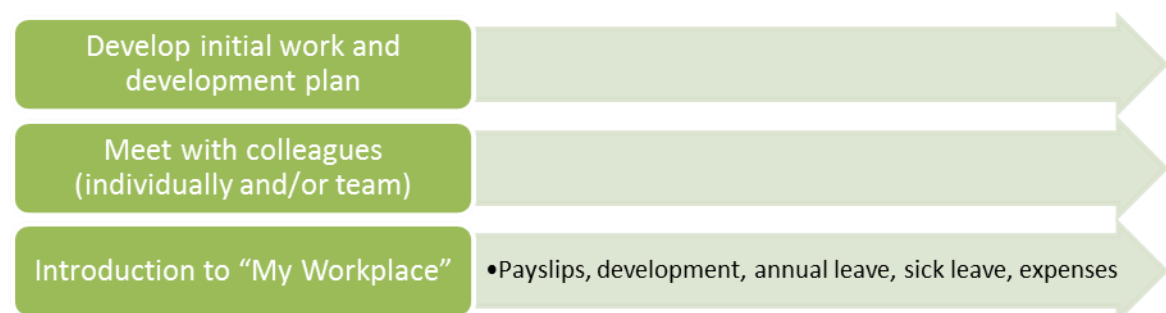 Develop initial work and
development plan
Meet with colleagues
(individually and/or team)
Introduction to “My Workplace”
•Payslips, development, annual leave, sick leave, expenses